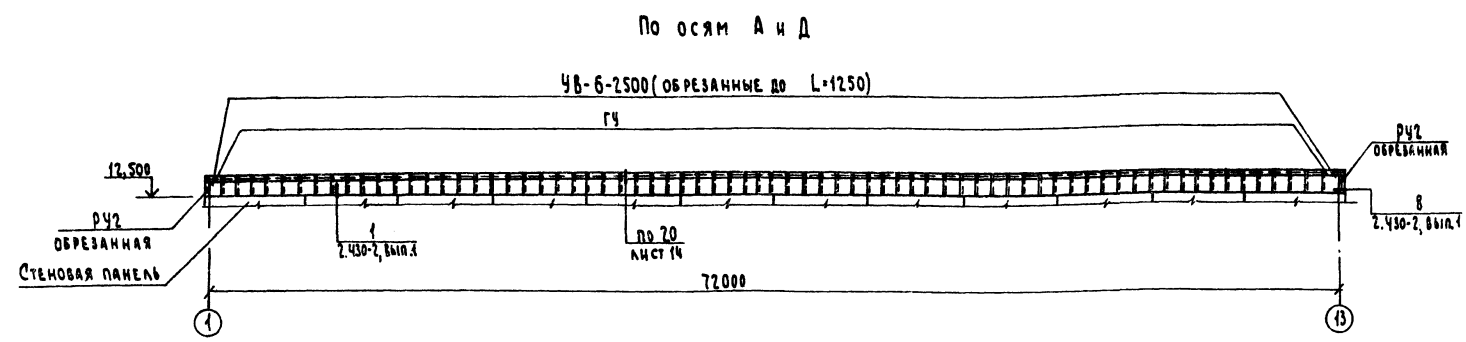 По осям А и Д
УВ-6-2500 (ОБРЕЗАННЫЕ ДО L=1250)
ГУ
РУ2
ОБРЕЗАННАЯ
12,500
РУ2
ОБРЕЗАННАЯ
СТЕНОВАЯ ПАНЕЛЬ
1
2.430-2, ВЫП.1
ПО 20
ЛИСТ 14
8
2.430-2, ВЫП.1
72000
1
13